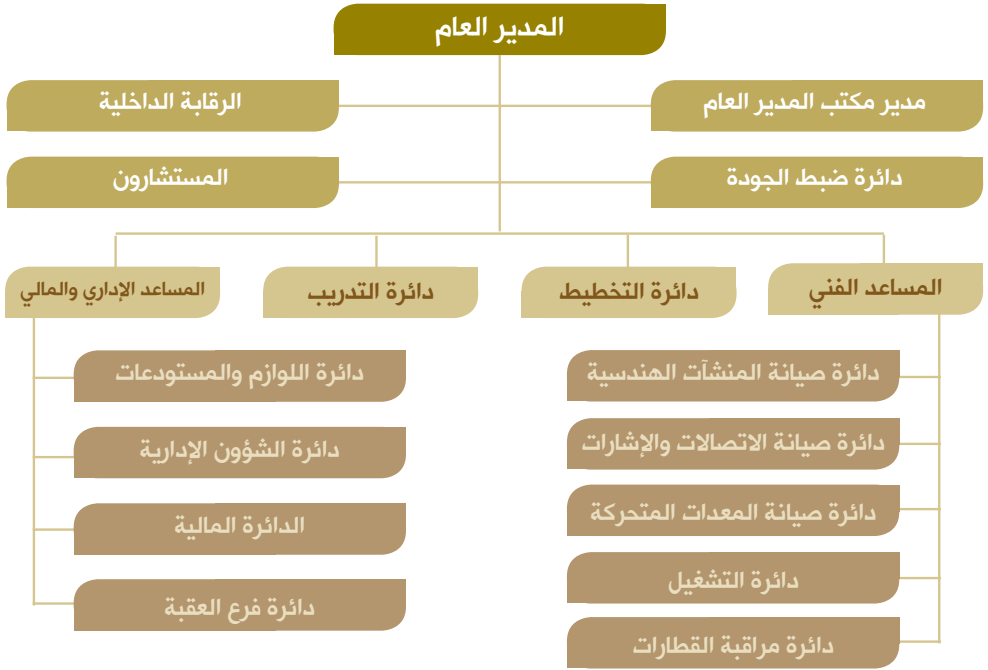 المدير العام
مدير مكتب المدير العام
الرقابة الداخلية
دائرة ضبط الجودة
المستشارون
المساعد الفني
دائرة التخطيط
دائرة التدريب
المساعد الإداري والمالي
دائرة صيانة المنشآت الهندسية
دائرة صيانة الاتصالات والإشارات
دائرة صيانة المعدات المتحركة
دائرة التشغيل
دائرة مراقبة القطارات
دائرة اللوازم والمستودعات
دائرة الشؤون الإدارية
الدائرة المالية
دائرة فرع العقبة